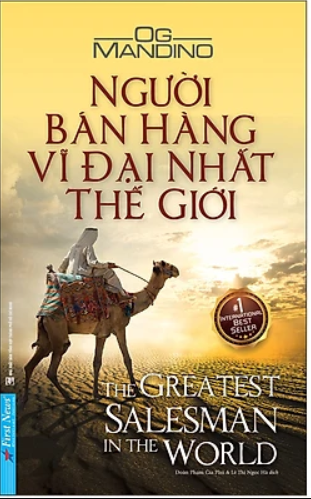 OG
MANDINO
NGƯỜI
BÁN HÀNG
VĨ ĐẠI NHẤT
THẾ GIỚI
#1
INTERNATIONAL
BEST
SELLER
THE GREATEST
SALESMAN
IN THE WORLD
First News